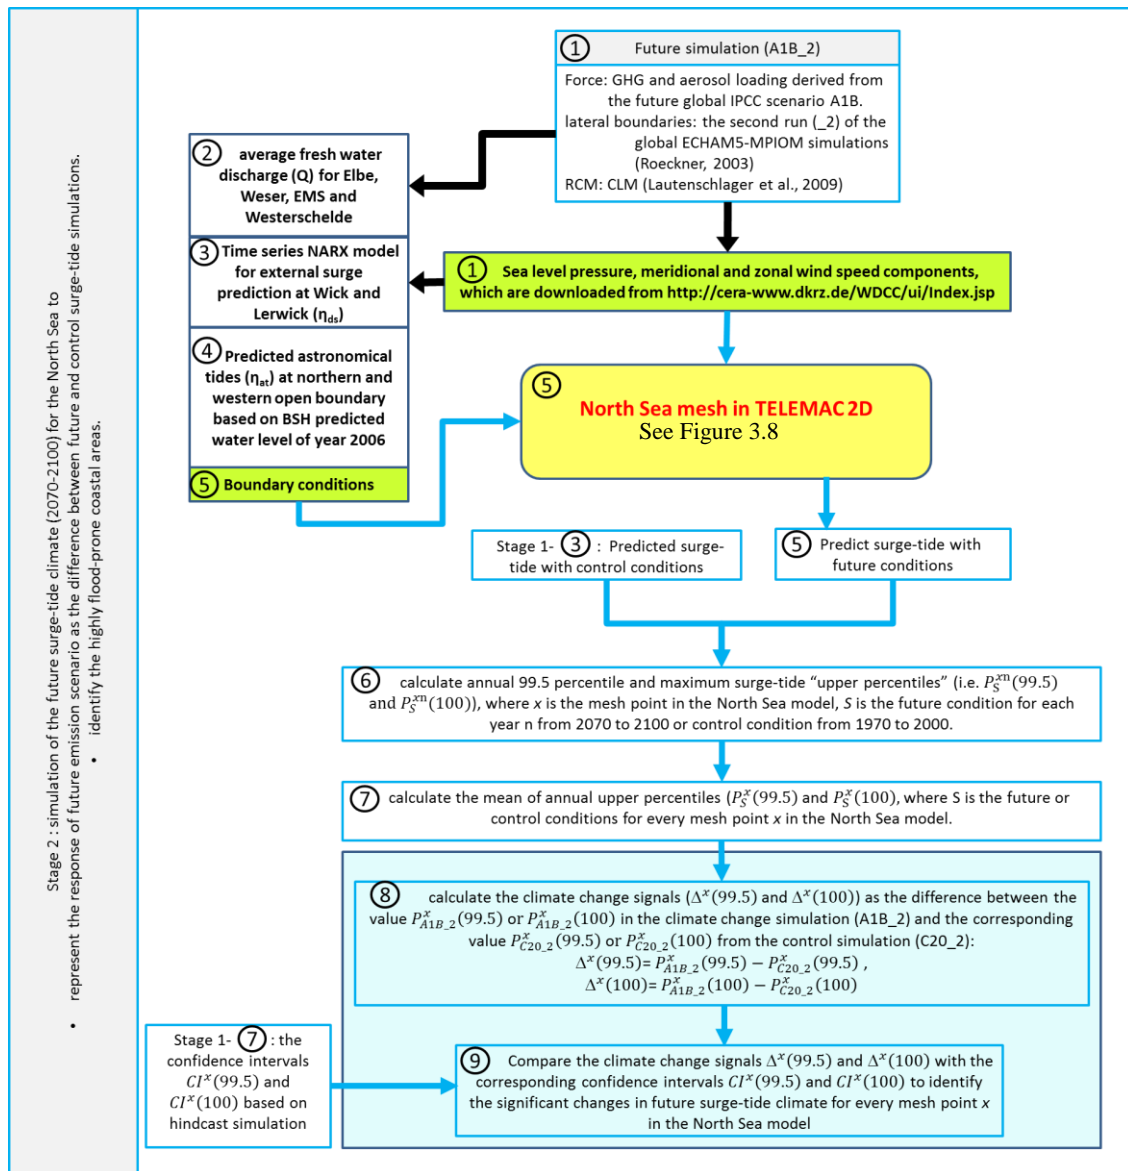 Stage 2 : simulation of the future surge-tide climate (2070-2100) for the North Sea to
• represent the response of future emission scenario as the difference between future and control surge-tide simulations.
• identify the highly flood-prone coastal areas.
1 Future simulation (A1B_2)
Force: GHG and aerosol loading derived from
the future global IPCC scenario A1B.
lateral boundaries: the second run (_2) of the
global ECHAM5-MPIOM simulations
(Roeckner, 2003)
RCM: CLM (Lautenschlager et al., 2009)
2 average fresh water
discharge (Q) for Elbe,
Weser, EMS and
Westerschelde
3 Time series NARX model
for external surge
prediction at Wick and
Lerwick (η_ds)
1 Sea level pressure, meridional and zonal wind speed components,
which are downloaded from http://cera-www.dkrz.de/WDCC/ui/Index.jsp
4 Predicted astronomical
tides (η_at) at northern and
western open boundary
based on BSH predicted
water level of year 2006
5 Boundary conditions
5 North Sea mesh in TELEMAC 2D
See Figure 3.8
Stage 1- 3 : Predicted surge-
tide with control conditions
5 Predict surge-tide with
future conditions
6 calculate annual 99.5 percentile and maximum surge-tide “upper percentiles” (i.e. P_S^xn(99.5)
and P_S^xn(100)), where x is the mesh point in the North Sea model, S is the future condition for each
year n from 2070 to 2100 or control condition from 1970 to 2000.
7 calculate the mean of annual upper percentiles (P_S^x(99.5) and P_S^x(100), where S is the future or
control conditions for every mesh point x in the North Sea model.
8 calculate the climate change signals (Δ^x(99.5) and Δ^x(100)) as the difference between the
value P_A1B_2^x(99.5) or P_A1B_2^x(100) in the climate change simulation (A1B_2) and the corresponding
value P_C20_2^x(99.5) or P_C20_2^x(100) from the control simulation (C20_2):
Δ^x(99.5)= P_A1B_2^x(99.5) − P_C20_2^x(99.5) ,
Δ^x(100)= P_A1B_2^x(100) − P_C20_2^x(100)
Stage 1- 7 : the
confidence intervals
CI^x(99.5) and
CI^x(100) based on
hindcast simulation
9 Compare the climate change signals Δ^x(99.5) and Δ^x(100) with the
corresponding confidence intervals CI^x(99.5) and CI^x(100) to identify
the significant changes in future surge-tide climate for every mesh point x
in the North Sea model